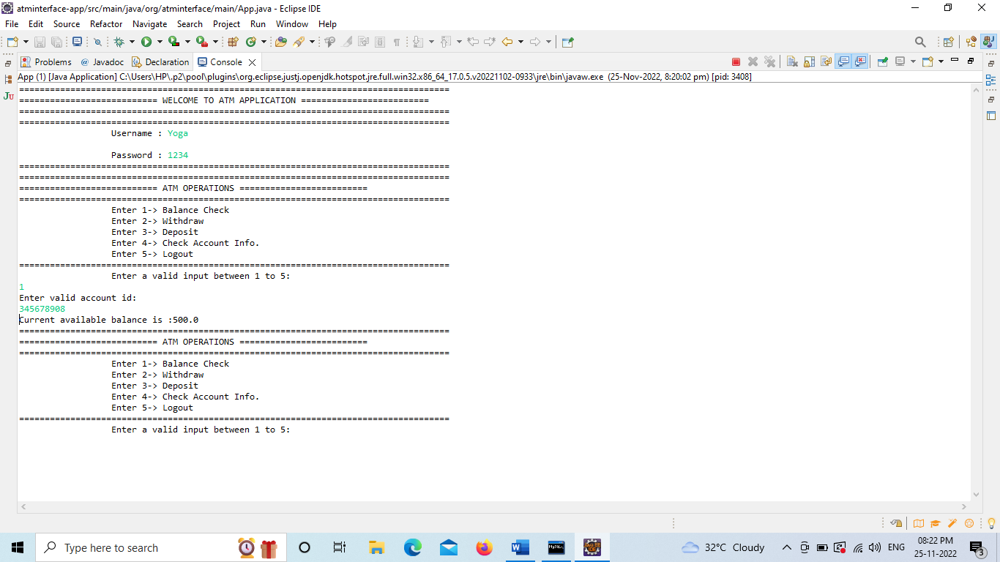 atminterface-app/src/main/java/org/atminterface/main/App.java - Eclipse IDE
File Edit Source Refactor Navigate Search Project Run Window Help
Problems @ Javadoc Declaration Console
App (1) [Java Application] C:\Users\HP\.p2\pool\plugins\org.eclipse.justj.openjdk.hotspot.jre.full.win32.x86_64_17.0.5.v20221102-0933\jre\bin\javaw.exe (25-Nov-2022, 8:20:02 pm) [pid: 3408]
====================================================================================
=========================== WELCOME TO ATM APPLICATION =========================
====================================================================================
====================================================================================
Username : Yoga
Password : 1234
====================================================================================
====================================================================================
=========================== ATM OPERATIONS =========================
====================================================================================
Enter 1-> Balance Check
Enter 2-> Withdraw
Enter 3-> Deposit
Enter 4-> Check Account Info.
Enter 5-> Logout
====================================================================================
Enter a valid input between 1 to 5:
1
Enter valid account id:
345678908
Current available balance is :500.0
====================================================================================
=========================== ATM OPERATIONS =========================
====================================================================================
Enter 1-> Balance Check
Enter 2-> Withdraw
Enter 3-> Deposit
Enter 4-> Check Account Info.
Enter 5-> Logout
====================================================================================
Enter a valid input between 1 to 5:
Type here to search
32°C Cloudy
ENG
08:22 PM
25-11-2022
3